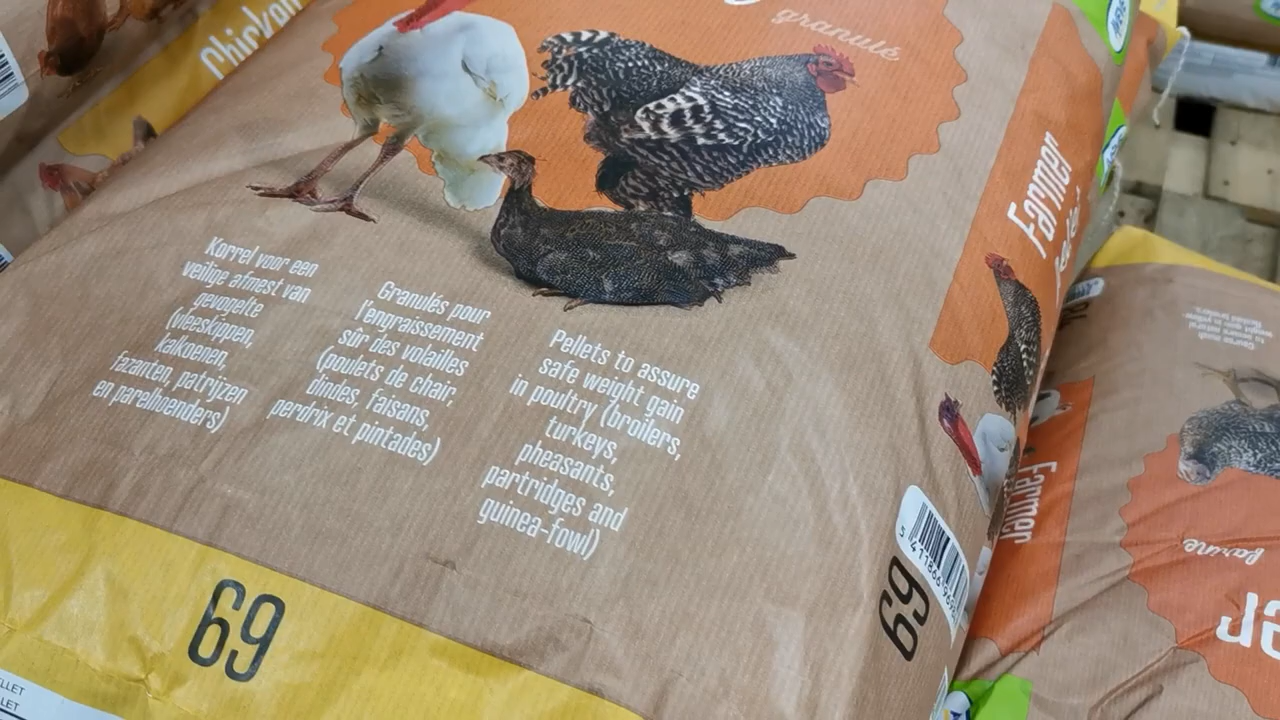 Chicken
granulé
Farmer
Korrel voor een
veilige afmest van
gevogelte
(vleeskippen,
kalkoenen,
fazanten, patrijzen
en parelhoenders)
Granulés pour
l'engraissement
sûr des volailles
(poulets de chair,
dindes, faisans,
perdrix et pintades)
Pellets to assure
safe weight gain
in poultry (broilers,
turkeys,
pheasants,
partridges and
guinea-fowl)
69
69
Farmer
farine